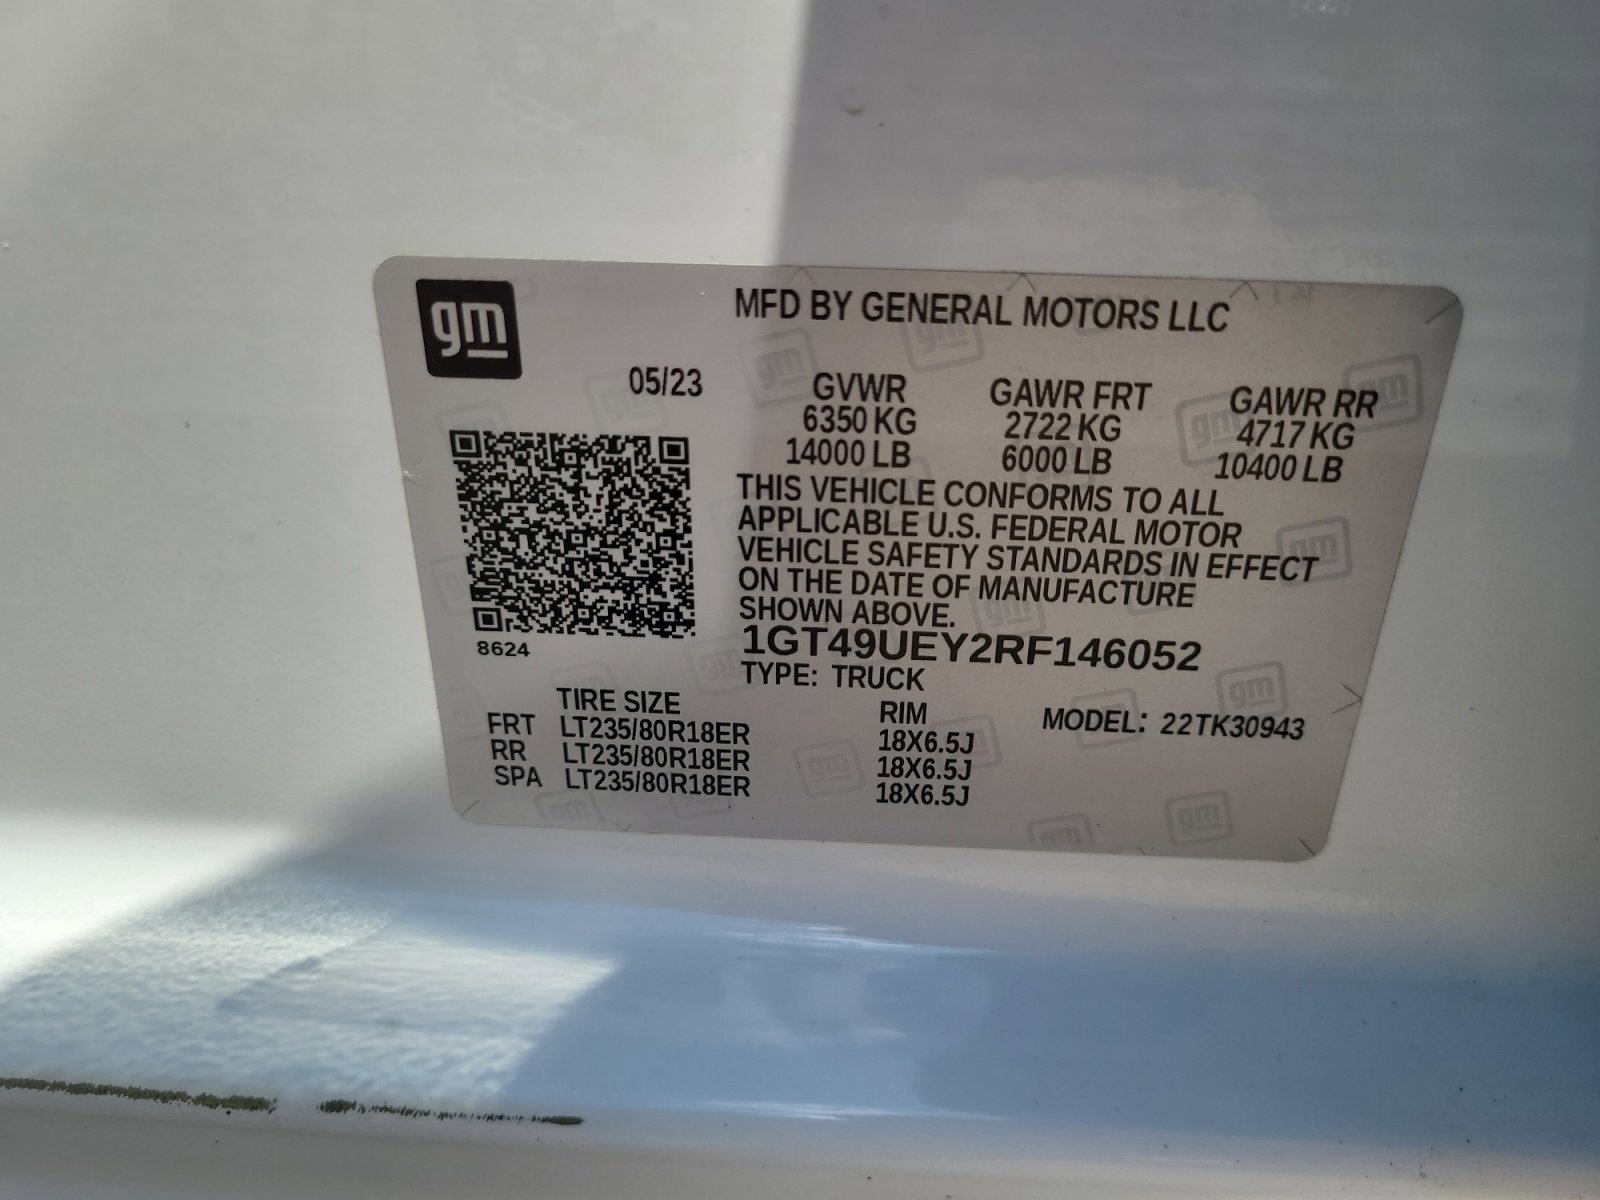 gm
MFD BY GENERAL MOTORS LLC
05/23
GVWR GAWR FRT GAWR RR
6350 KG 2722 KG 4717 KG
14000 LB 6000 LB 10400 LB
THIS VEHICLE CONFORMS TO ALL
APPLICABLE U.S. FEDERAL MOTOR
VEHICLE SAFETY STANDARDS IN EFFECT
ON THE DATE OF MANUFACTURE
SHOWN ABOVE.
8624
1GT49UEY2RF146052
TYPE: TRUCK
TIRE SIZE RIM MODEL: 22TK30943
FRT LT235/80R18ER 18X6.5J
RR LT235/80R18ER 18X6.5J
SPA LT235/80R18ER 18X6.5J